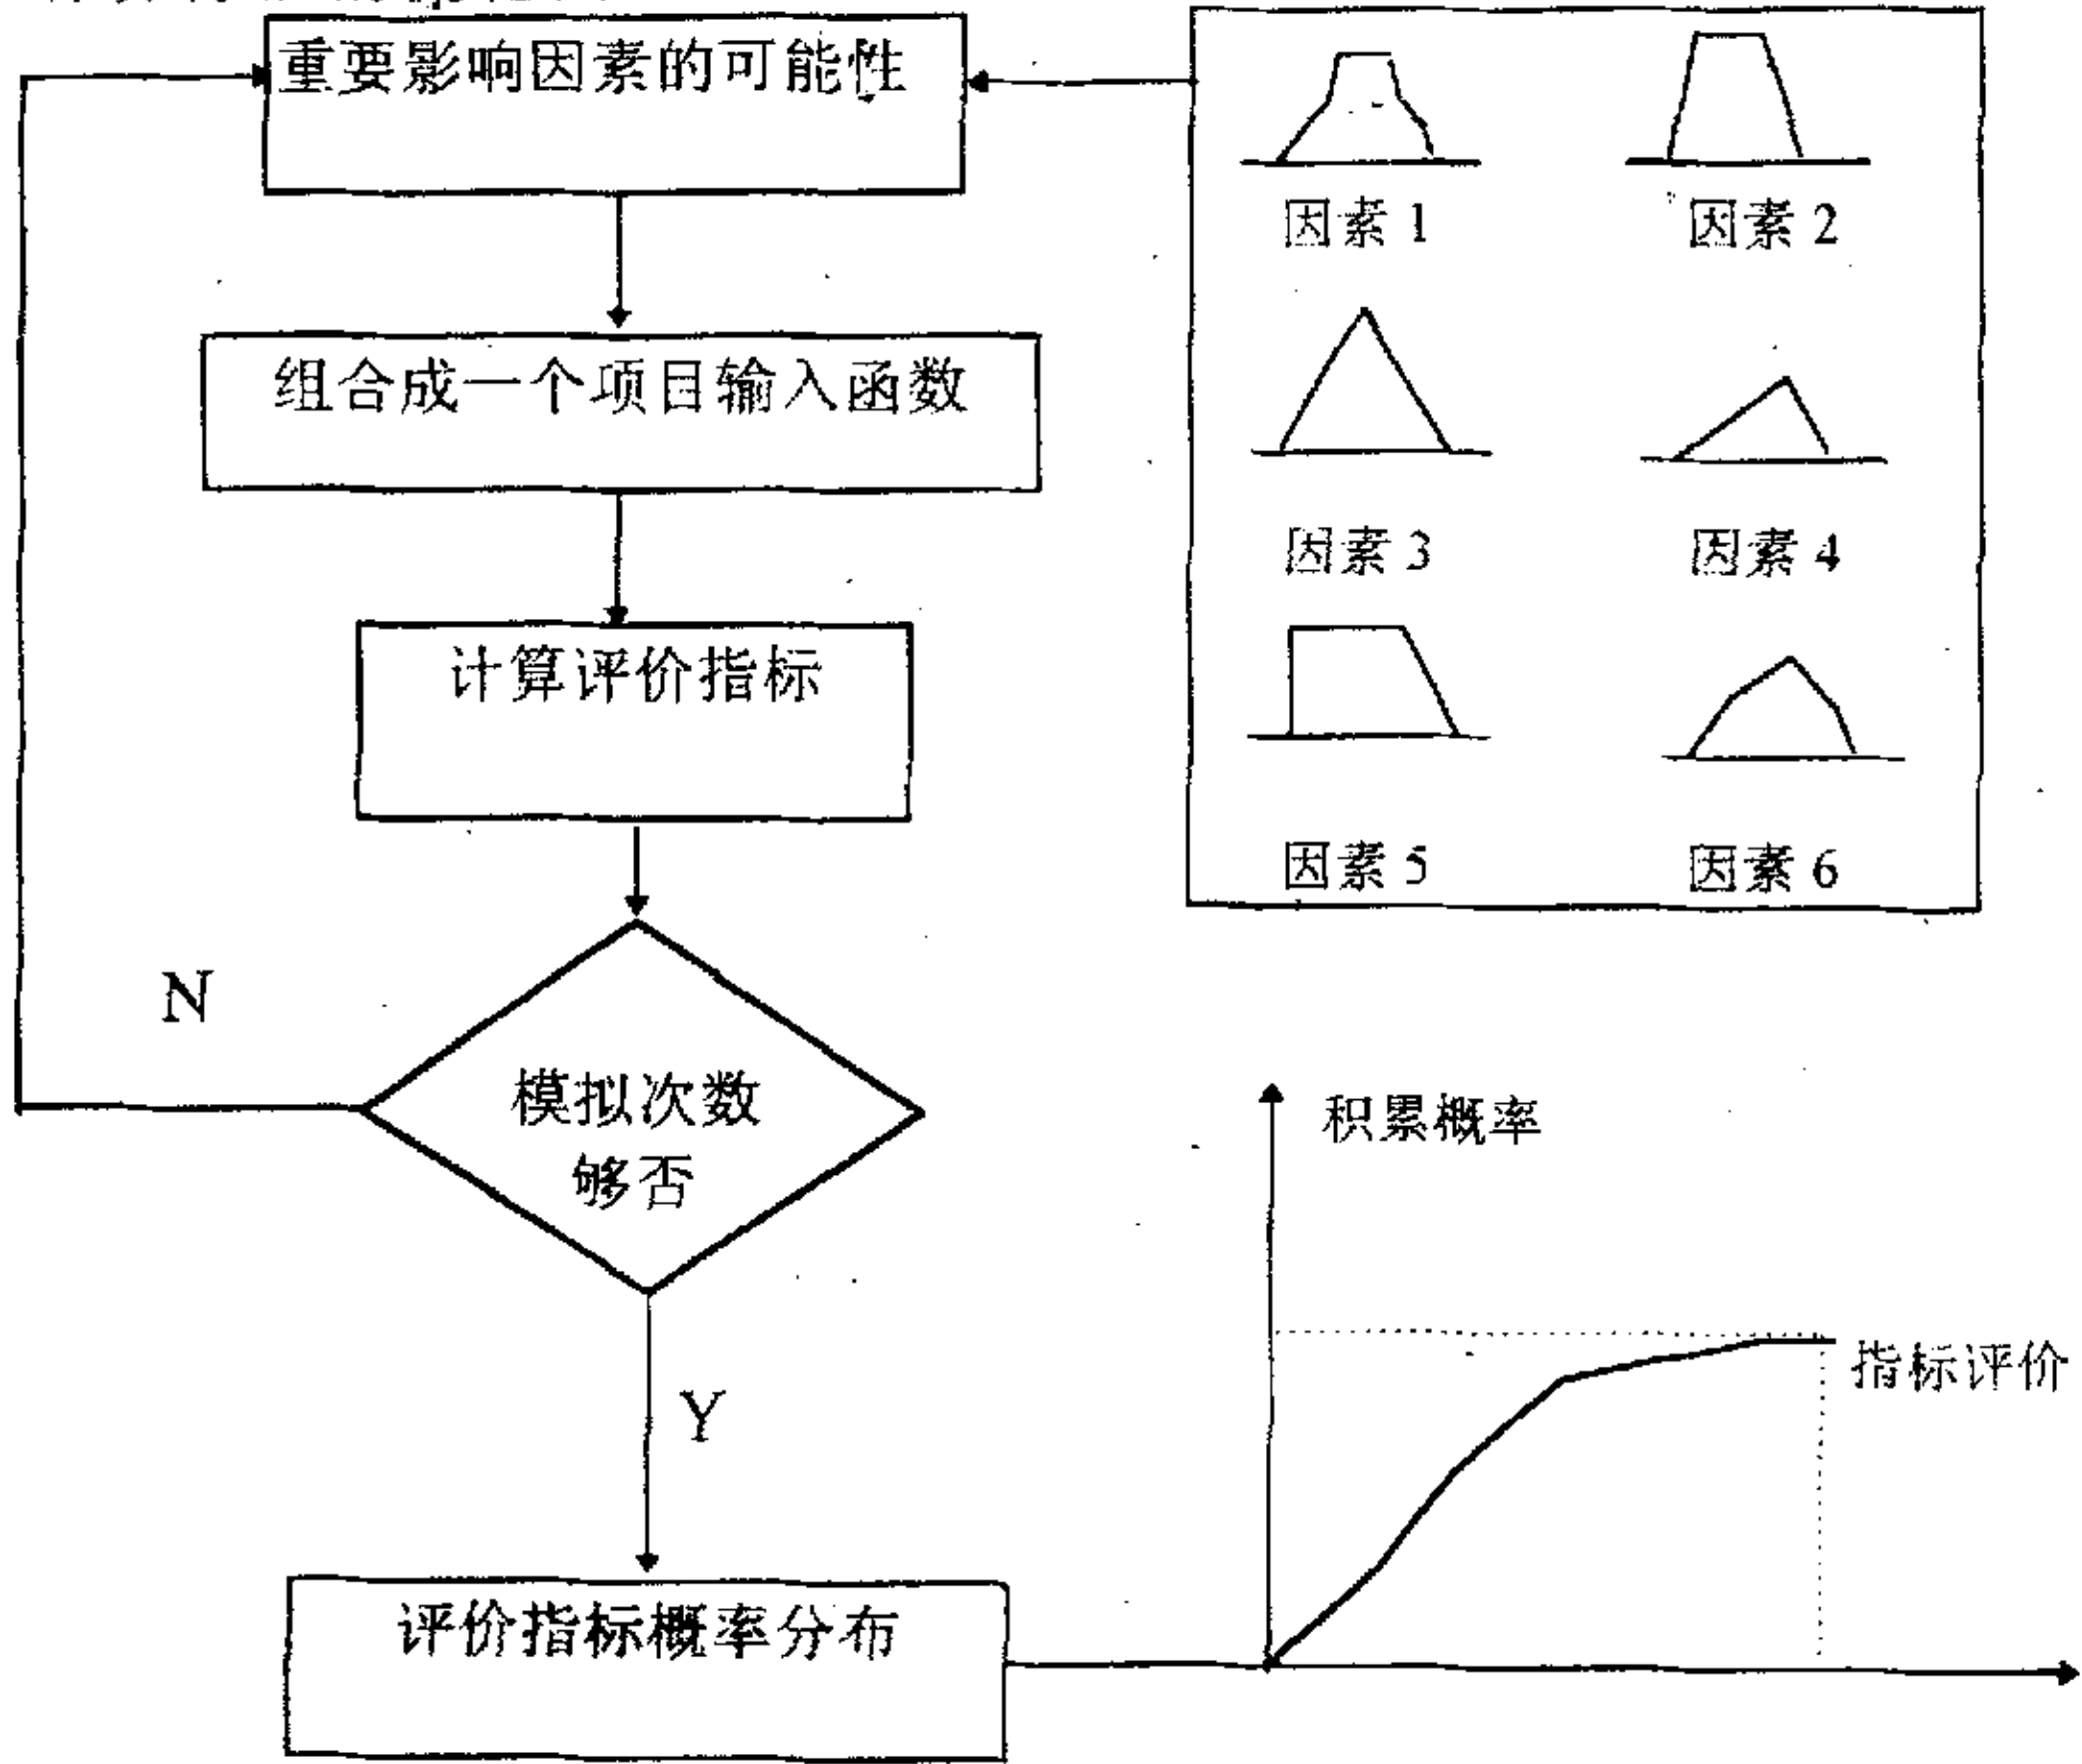 重要影响因素的可能性
因素 1
因素 2
组合成一个项目输入函数
因素 3
因素 4
计算评价指标
因素 5
因素 6
N
模拟次数
够否
积累概率
指标评价
Y
评价指标概率分布